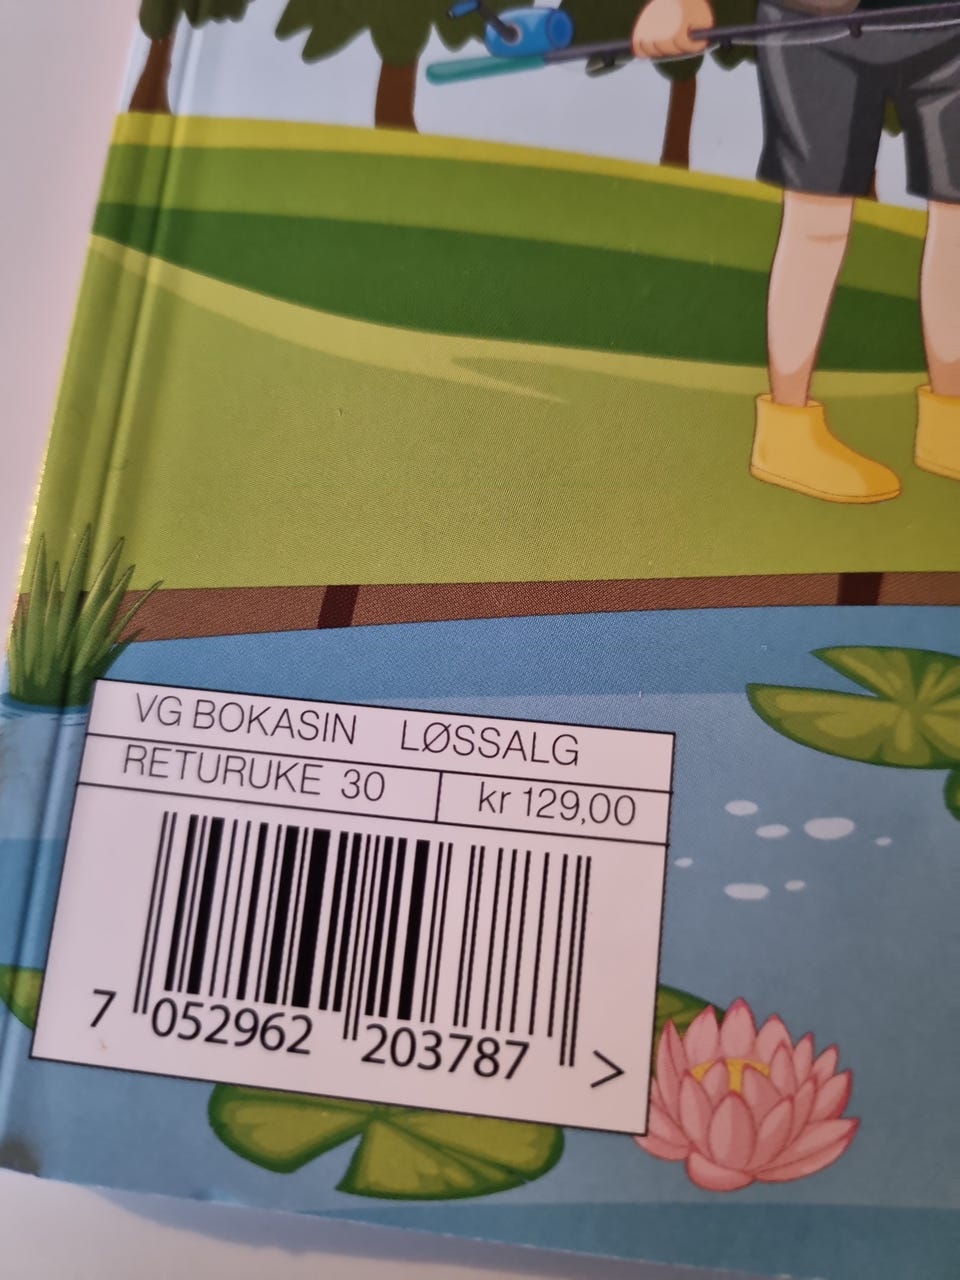 VG BOKASIN LØSSALG
RETURUKE 30 kr 129,00
7 052962 203787 >